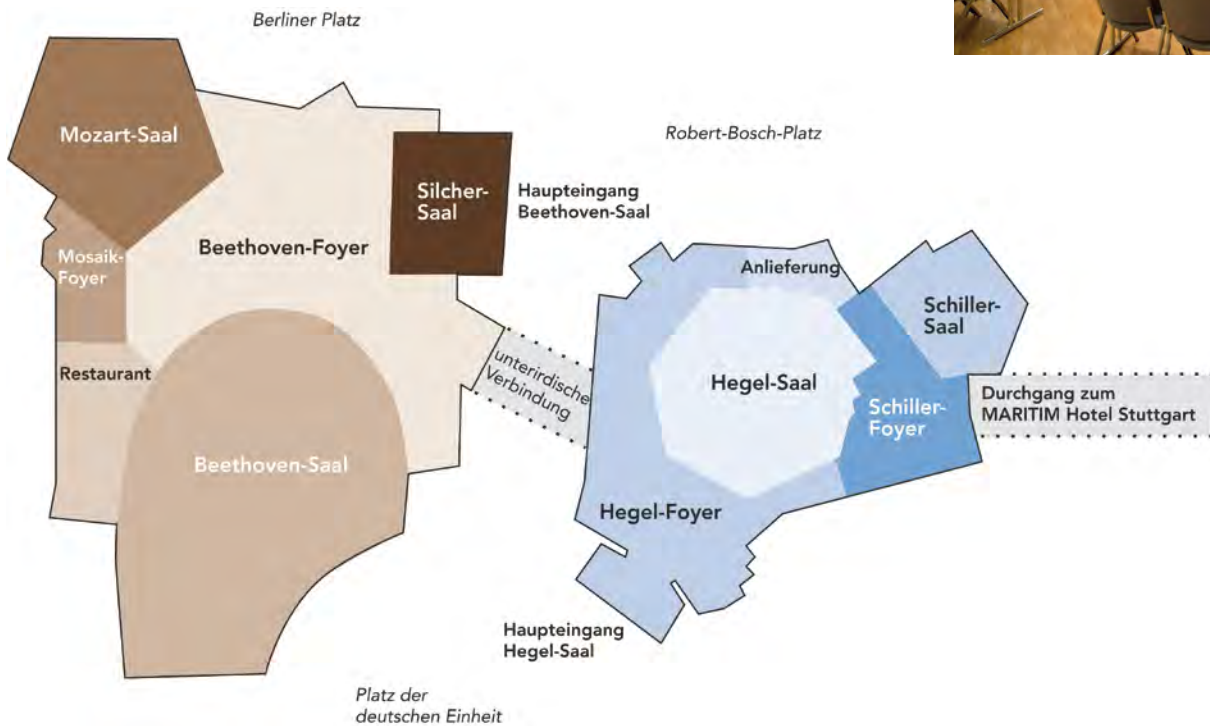 Berliner Platz
Mozart-Saal
Robert-Bosch-Platz
Silcher-
Saal
Haupteingang
Beethoven-Saal
Beethoven-Foyer
Mosaik-
Foyer
Anlieferung
Schiller-
Saal
Restaurant
unterirdische
Verbindung
Hegel-Saal
Schiller-
Foyer
Durchgang zum
MARITIM Hotel Stuttgart
Beethoven-Saal
Hegel-Foyer
Haupteingang
Hegel-Saal
Platz der
deutschen Einheit